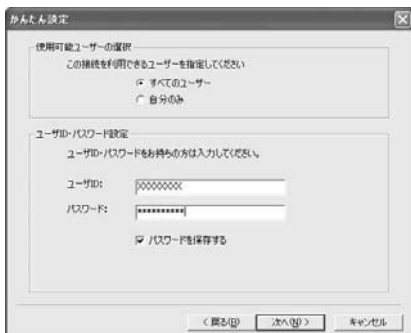 かんたん設定
使用可能ユーザーの選択
この接続を利用できるユーザーを指定してください
すべてのユーザー
自分のみ
ユーザID・パスワード設定
ユーザID・パスワードをお持ちの方は入力してください。
ユーザID: XXXXXXXX
パスワード: **********
パスワードを保存する
< 戻る(B) 次へ(N) > キャンセル